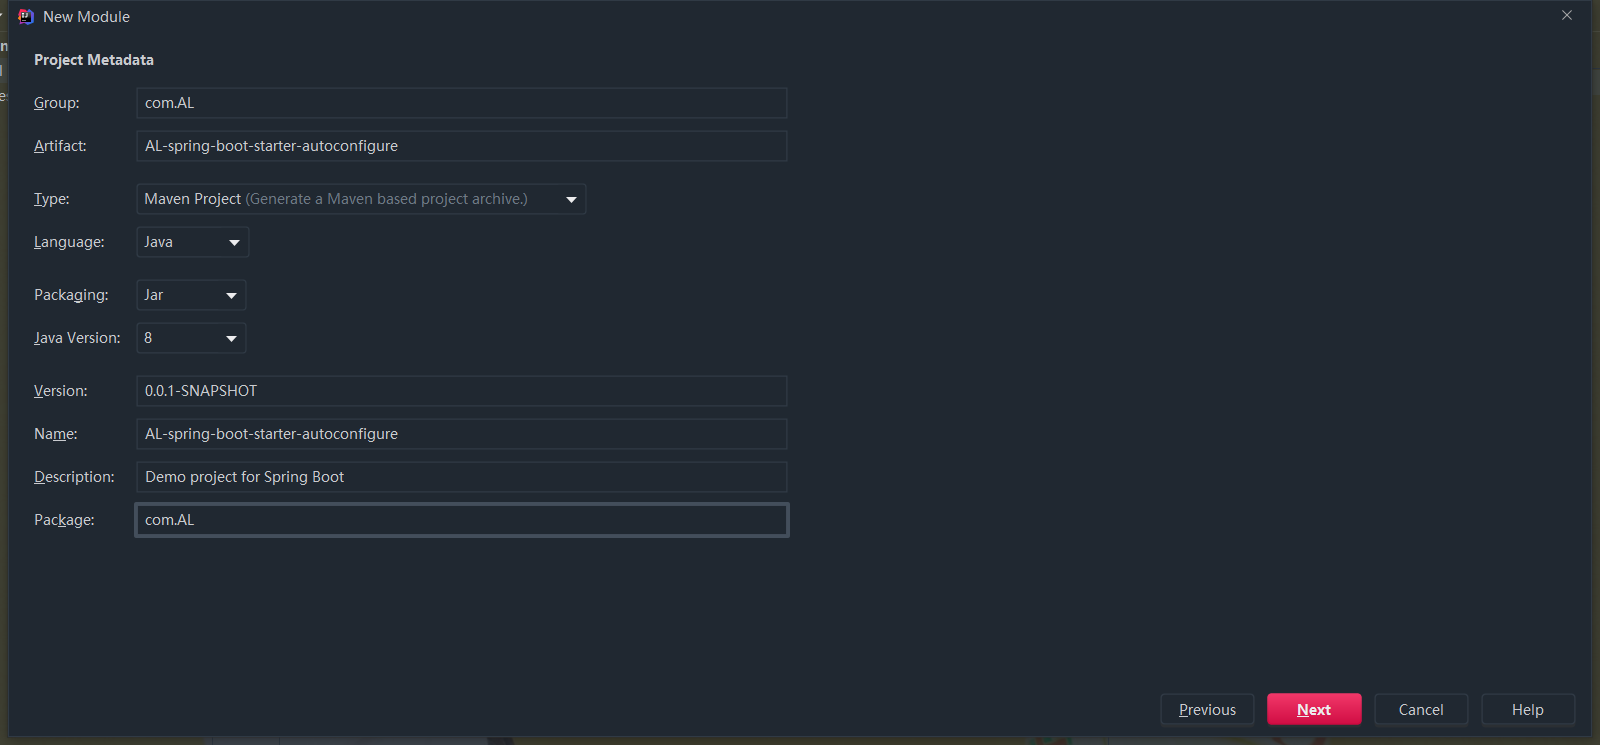 New Module
Project Metadata
Group: com.AL
Artifact: AL-spring-boot-starter-autoconfigure
Type: Maven Project (Generate a Maven based project archive.)
Language: Java
Packaging: Jar
Java Version: 8
Version: 0.0.1-SNAPSHOT
Name: AL-spring-boot-starter-autoconfigure
Description: Demo project for Spring Boot
Package: com.AL
Previous Next Cancel Help